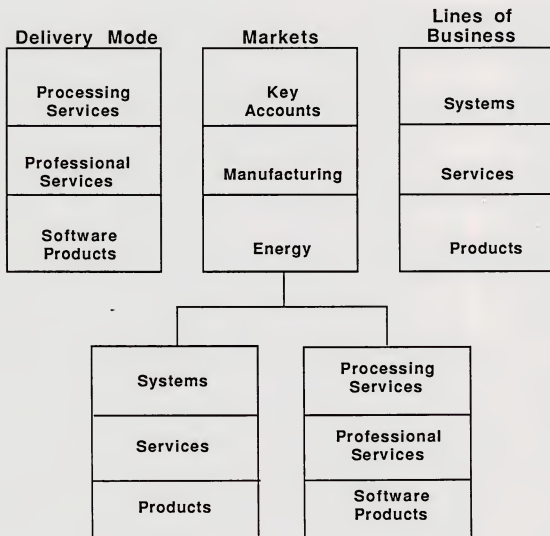 Delivery Mode
Processing
Services
Professional
Services
Software
Products
Markets
Key
Accounts
Manufacturing
Energy
Lines of
Business
Systems
Services
Products
Systems
Services
Products
Processing
Services
Professional
Services
Software
Products